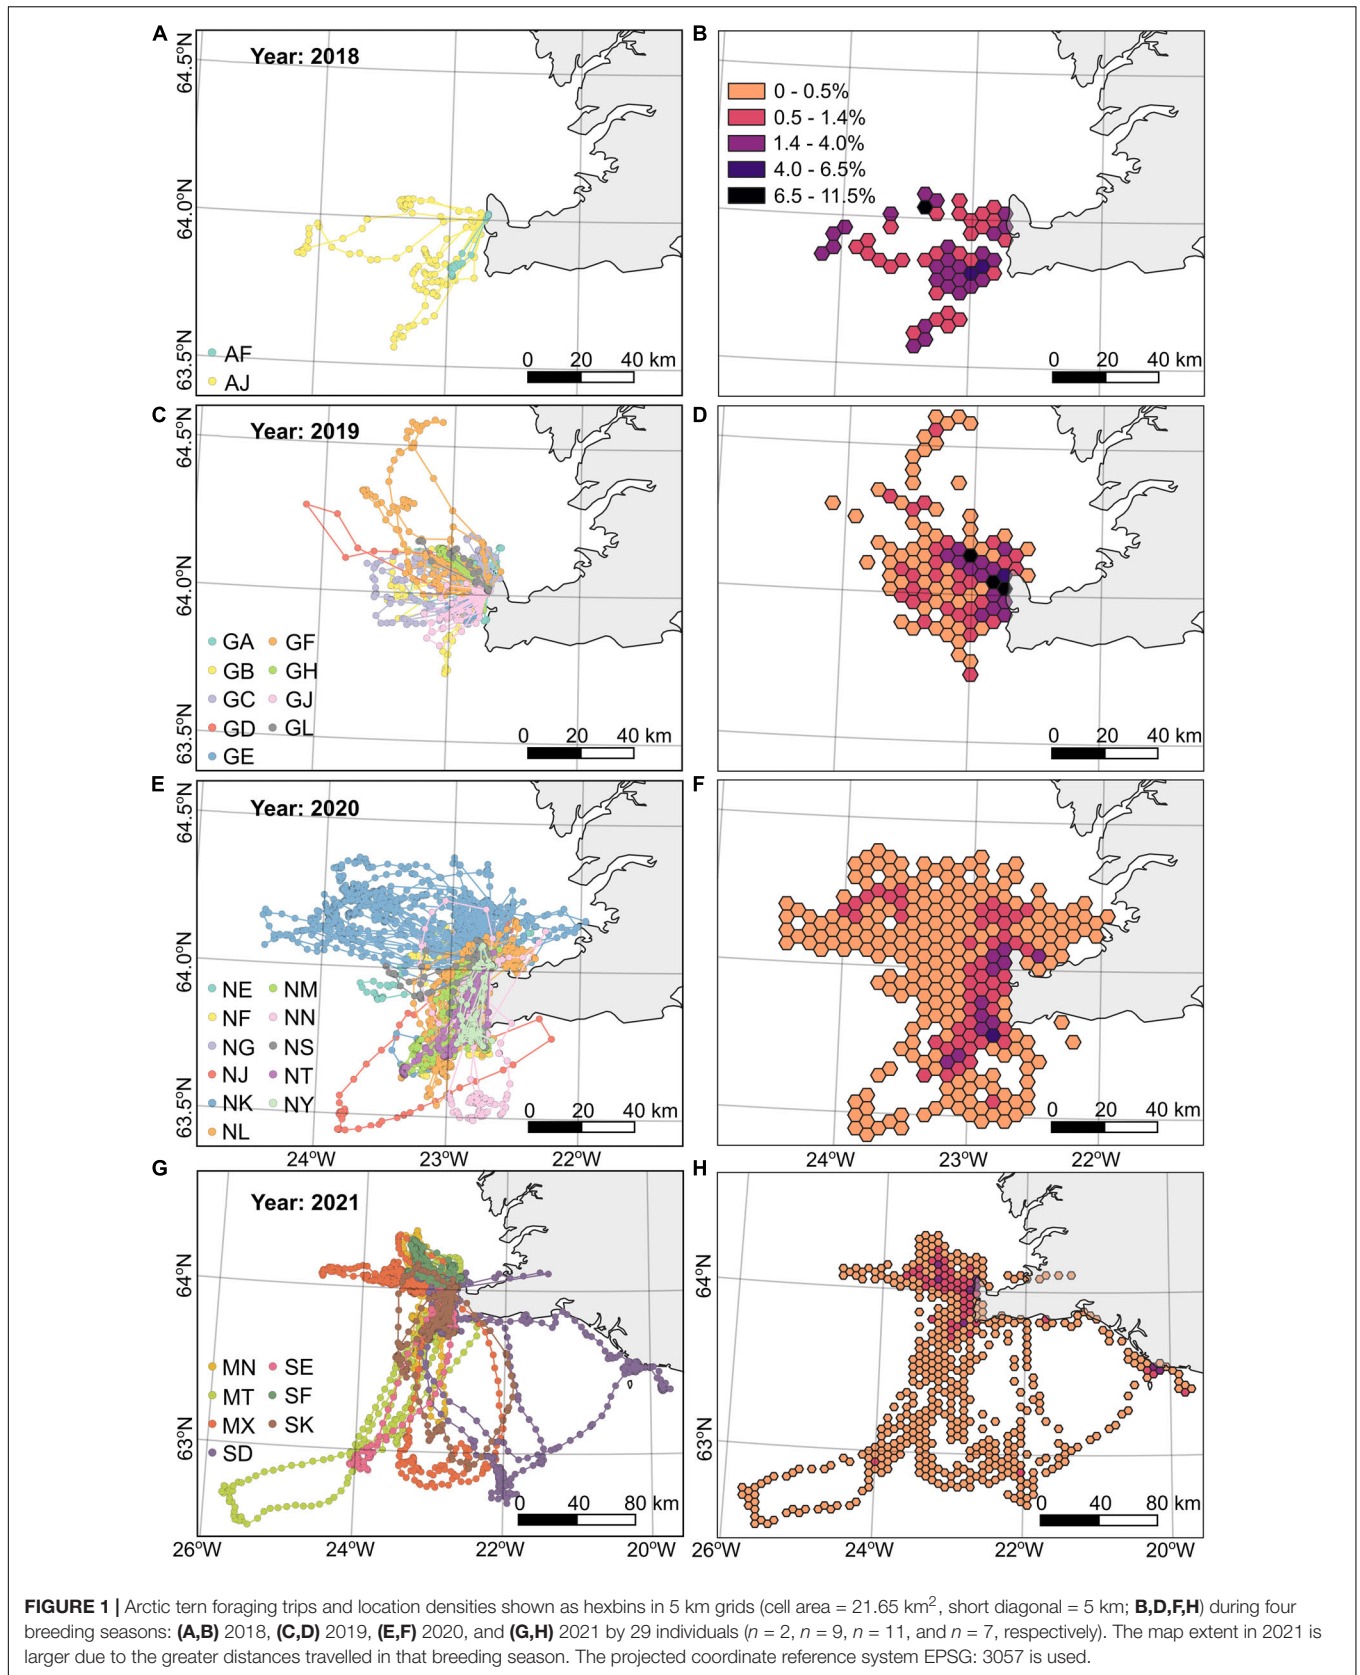 A
Year: 2018
64.5°N
64.0°N
63.5°N
AF
AJ
0 20 40 km
B
0 - 0.5%
0.5 - 1.4%
1.4 - 4.0%
4.0 - 6.5%
6.5 - 11.5%
0 20 40 km
C
Year: 2019
64.5°N
64.0°N
63.5°N
GA GF
GB GH
GC GJ
GD GL
GE
0 20 40 km
D
0 20 40 km
E
Year: 2020
64.5°N
64.0°N
63.5°N
NE NM
NF NN
NG NS
NJ NT
NK NY
NL
0 20 40 km
24°W 23°W 22°W
F
0 20 40 km
24°W 23°W 22°W
G
Year: 2021
64°N
63°N
MN SE
MT SF
MX SK
SD
0 40 80 km
26°W 24°W 22°W 20°W
H
0 40 80 km
26°W 24°W 22°W 20°W
FIGURE 1 | Arctic tern foraging trips and location densities shown as hexbins in 5 km grids (cell area = 21.65 km², short diagonal = 5 km; B,D,F,H) during four
breeding seasons: (A,B) 2018, (C,D) 2019, (E,F) 2020, and (G,H) 2021 by 29 individuals (n = 2, n = 9, n = 11, and n = 7, respectively). The map extent in 2021 is
larger due to the greater distances travelled in that breeding season. The projected coordinate reference system EPSG: 3057 is used.